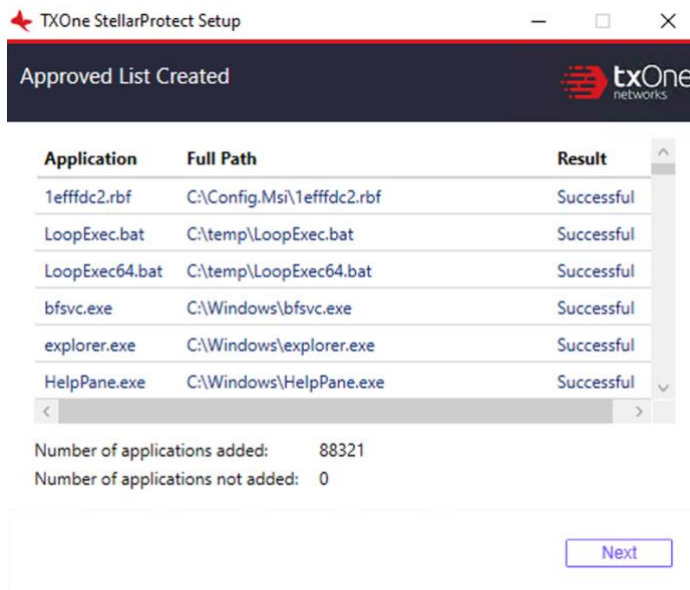 TXOne StellarProtect Setup
Approved List Created
txOne
networks
Application Full Path Result
1efffdc2.rbf C:\Config.Msi\1efffdc2.rbf Successful
LoopExec.bat C:\temp\LoopExec.bat Successful
LoopExec64.bat C:\temp\LoopExec64.bat Successful
bfsvc.exe C:\Windows\bfsvc.exe Successful
explorer.exe C:\Windows\explorer.exe Successful
HelpPane.exe C:\Windows\HelpPane.exe Successful
Number of applications added: 88321
Number of applications not added: 0
Next